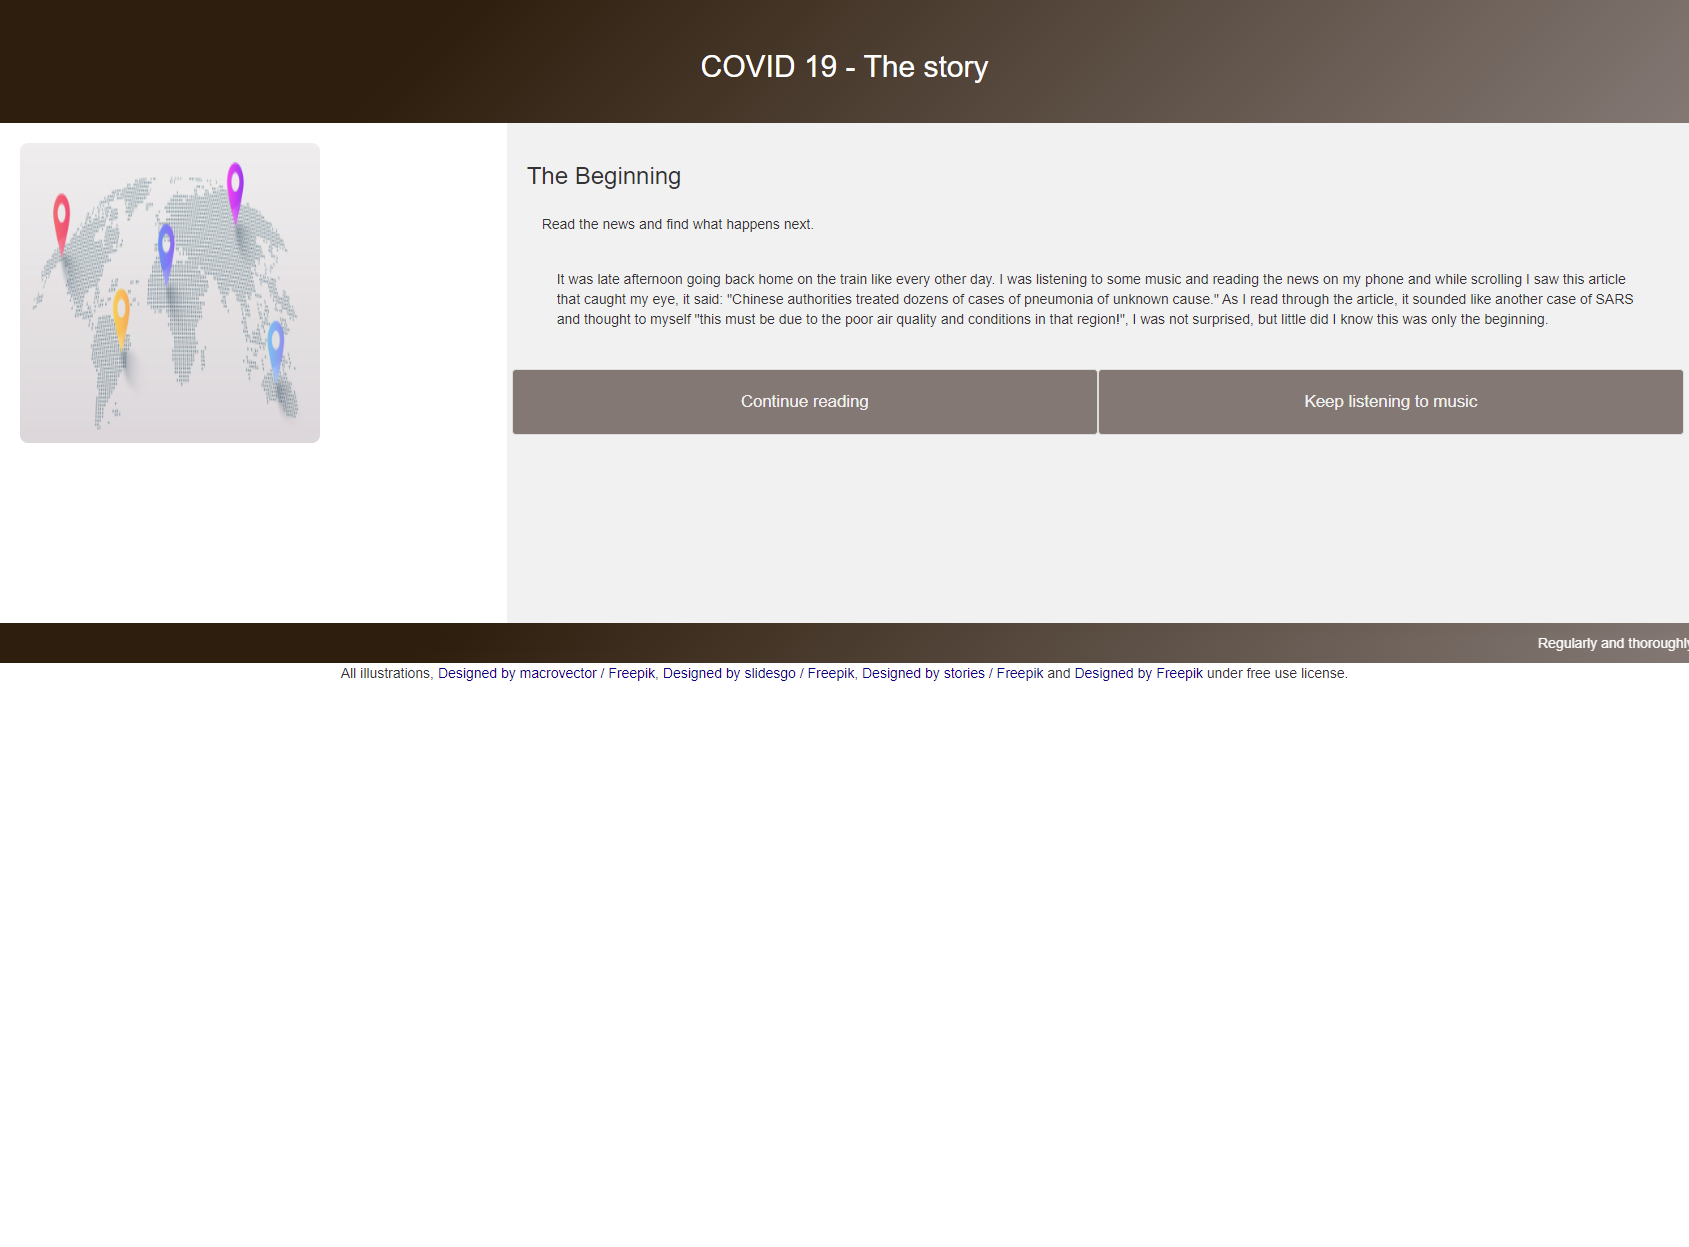 COVID 19 - The story
The Beginning
Read the news and find what happens next.
It was late afternoon going back home on the train like every other day. I was listening to some music and reading the news on my phone and while scrolling I saw this article
that caught my eye, it said: "Chinese authorities treated dozens of cases of pneumonia of unknown cause." As I read through the article, it sounded like another case of SARS
and thought to myself "this must be due to the poor air quality and conditions in that region!", I was not surprised, but little did I know this was only the beginning.
Continue reading
Keep listening to music
Regularly and thoroughly
All illustrations, Designed by macrovector / Freepik, Designed by slidesgo / Freepik, Designed by stories / Freepik and Designed by Freepik under free use license.